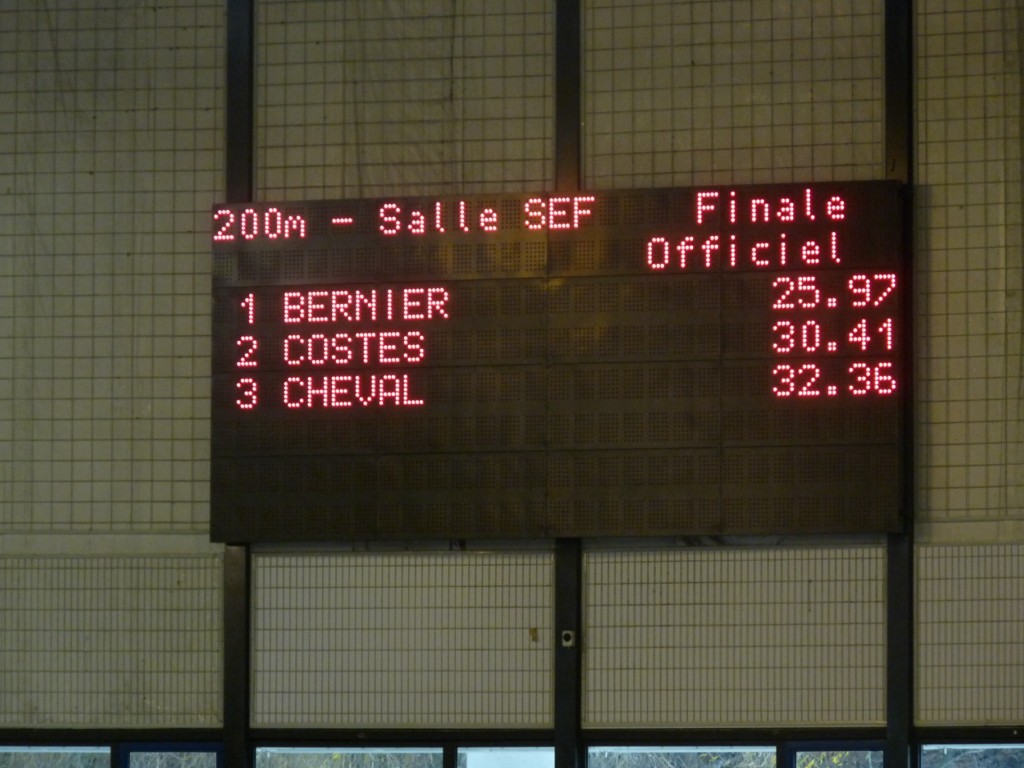 200m - Salle SEF Finale
Officiel
1 BERNIER 25.97
2 COSTES 30.41
3 CHEVAL 32.36